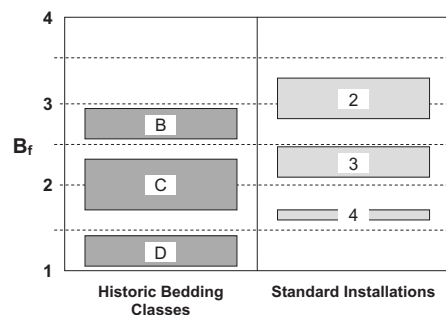 4
2
3
B
B_f
3
C
2
4
D
1
Historic Bedding Classes
Standard Installations